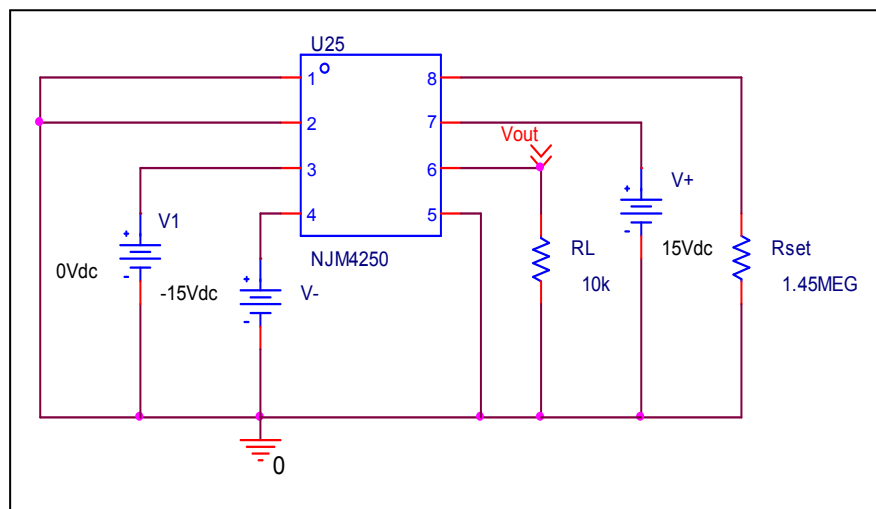 U25
1
8
2
7
Vout
3
6
V+
V1
4
5
RL
15Vdc
Rset
0Vdc
NJM4250
-15Vdc
V-
10k
1.45MEG
0